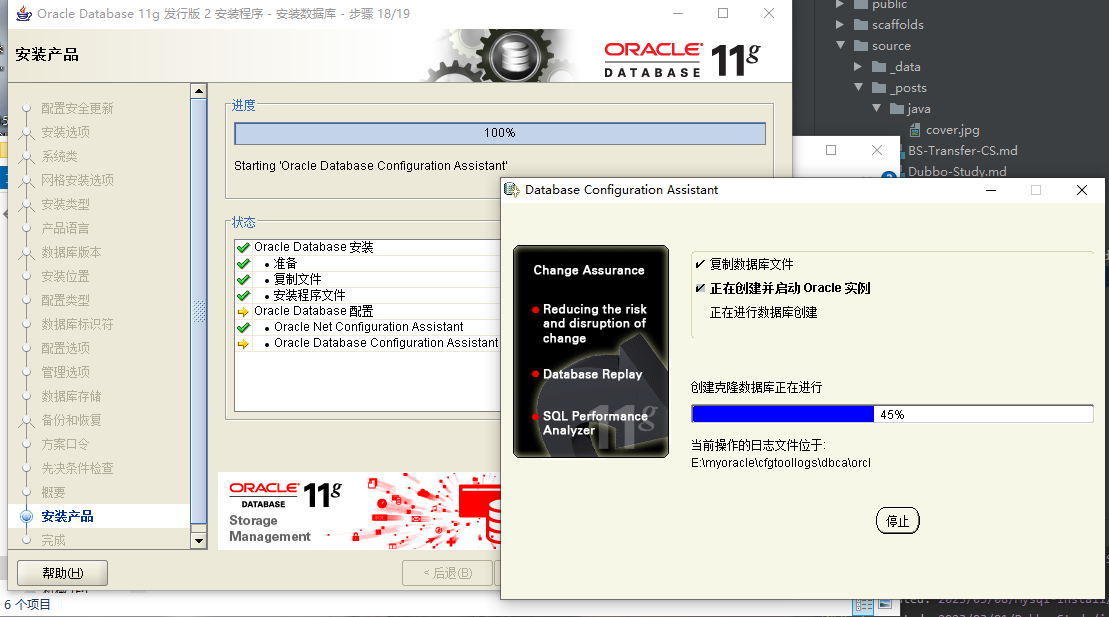 Oracle Database 11g 发行版 2 安装程序 - 安装数据库 - 步骤 18/19
安装产品
ORACLE
DATABASE 11g
配置安全更新
安装选项
系统类
网格安装选项
安装类型
产品语言
数据库版本
安装位置
配置类型
数据库标识符
配置选项
管理选项
数据库存储
备份和恢复
方案口令
先决条件检查
概要
安装产品
完成
进度
100%
Starting 'Oracle Database Configuration Assistant'
状态
Oracle Database 安装
• 准备
• 复制文件
• 安装程序文件
Oracle Database 配置
• Oracle Net Configuration Assistant
• Oracle Database Configuration Assistant
ORACLE
DATABASE 11g
Storage
Management
帮助(H)
< 后退(B)
6 个项目
public
scaffolds
source
_data
_posts
java
cover.jpg
BS-Transfer-CS.md
Dubbo-Study.md
Database Configuration Assistant
Change Assurance
Reducing the risk
and disruption of
change
Database Replay
SQL Performance
Analyzer
11g
复制数据库文件
正在创建并启动 Oracle 实例
正在进行数据库创建
创建克隆数据库正在进行
45%
当前操作的日志文件位于:
E:\myoracle\cfgtoollogs\dbca\orcl
停止